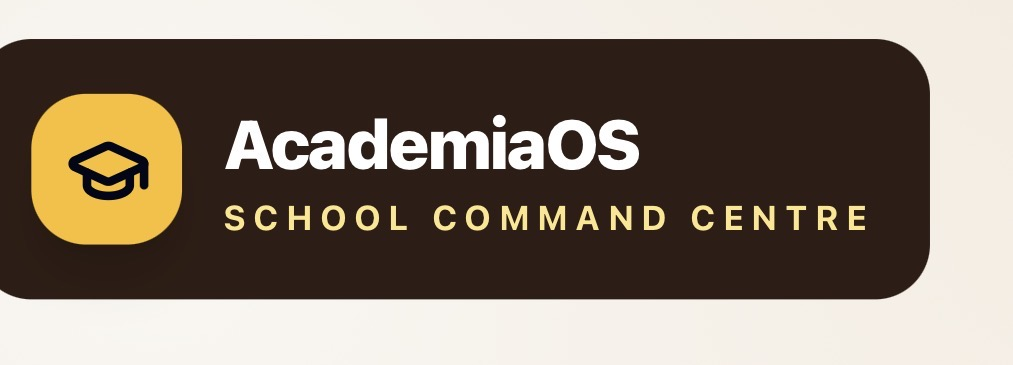 AcademiaOS
SCHOOL COMMAND CENTRE